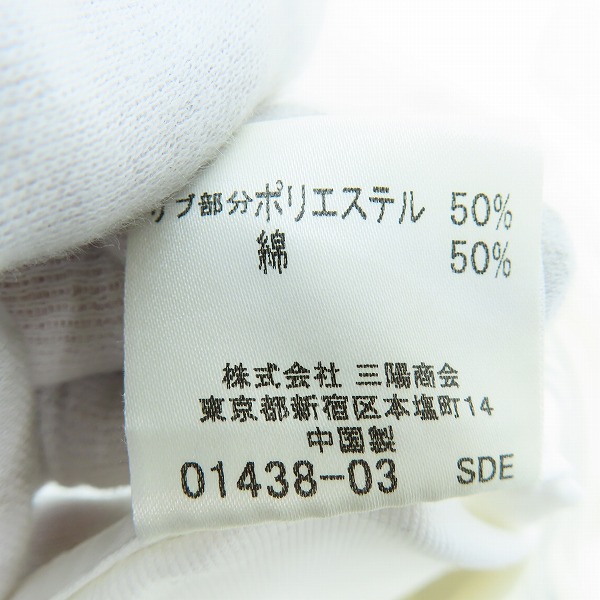 リブ部分ポリエステル 50%
綿 50%
株式会社 三陽商会
東京都新宿区本塩町14
中国製
01438-03 SDE